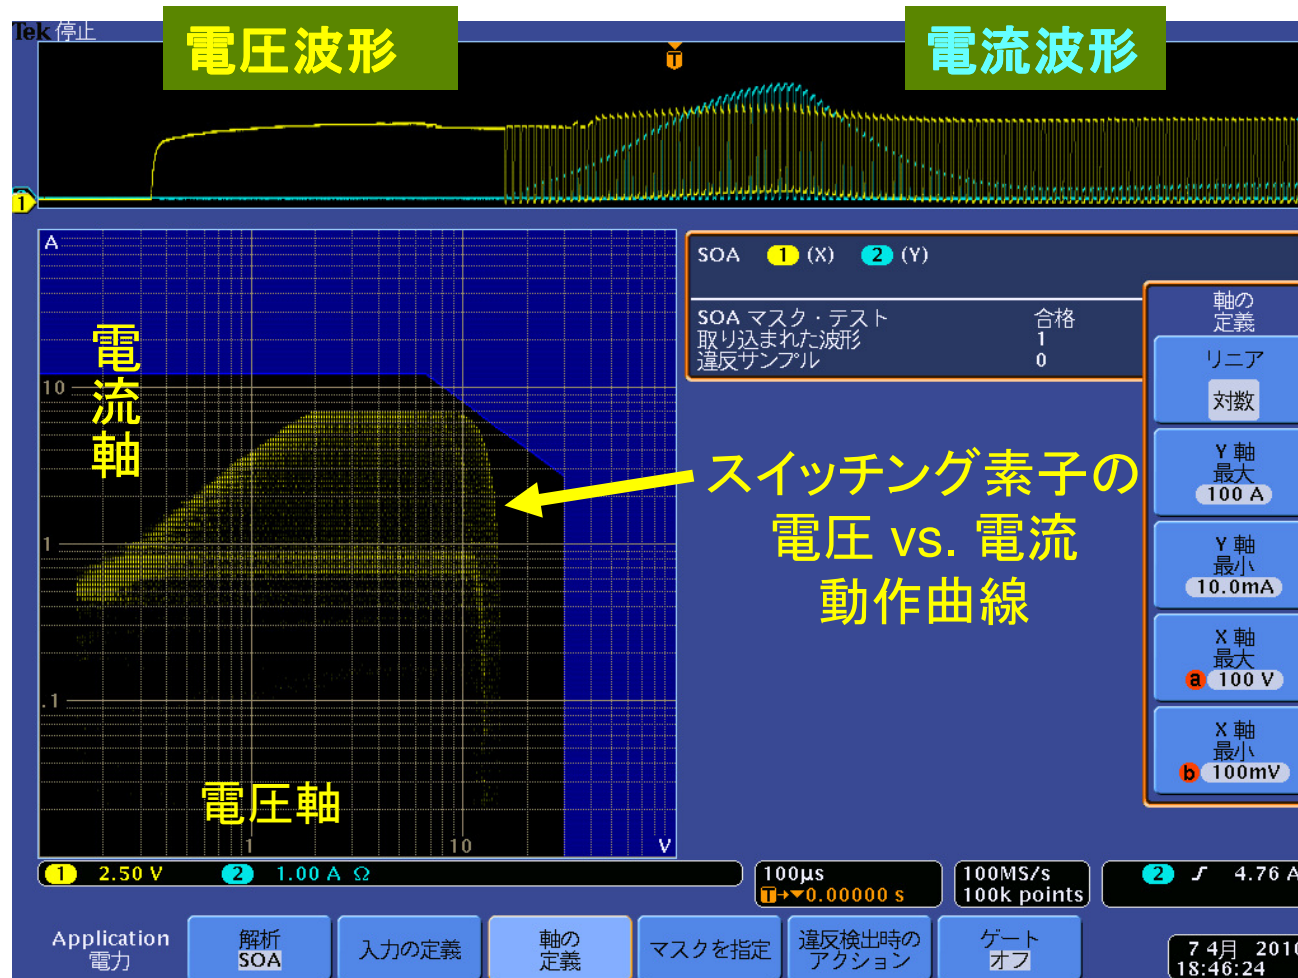 Tek 停止
電圧波形
電流波形
T
1
A
電流軸
10
1
.1
電圧軸
1
10
V
SOA 1 (X) 2 (Y)
SOA マスク・テスト 合格
取り込まれた波形 1
違反サンプル 0
スイッチング素子の
電圧 vs. 電流
動作曲線
軸の
定義
リニア
対数
Y 軸
最大
100 A
Y 軸
最小
10.0mA
X 軸
最大
a 100 V
X 軸
最小
b 100mV
1 2.50 V 2 1.00 A Ω
100µs
T→▼0.00000 s
100MS/s
100k points
2 4.76 A
Application
電力
解析
SOA
入力の定義
軸の
定義
マスクを指定
違反検出時の
アクション
ゲート
オフ
7 4月 2010
18:46:24